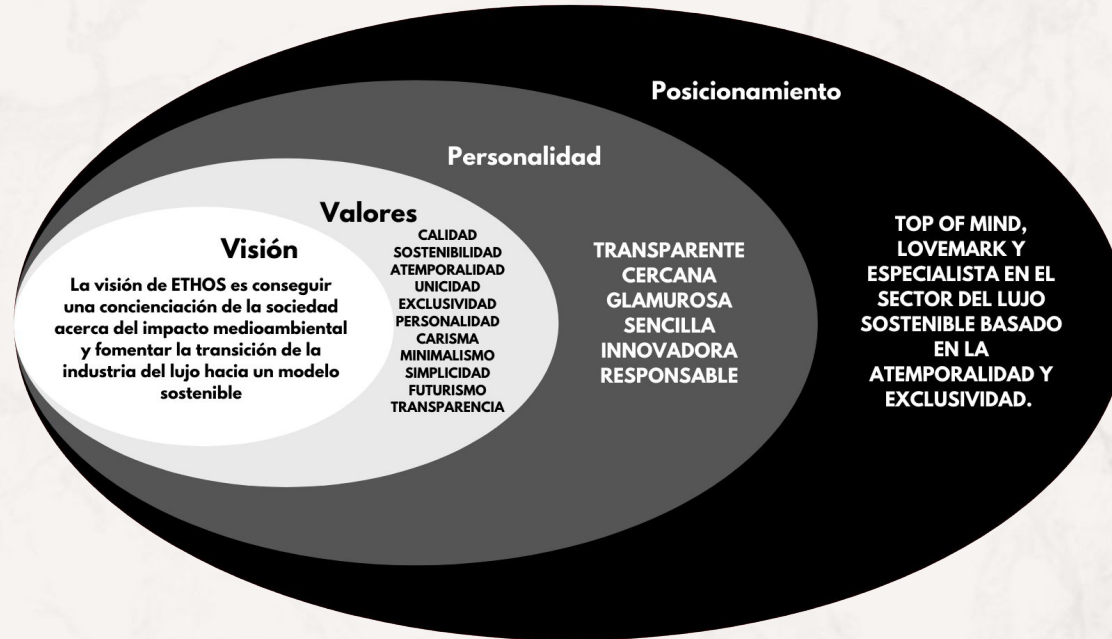 Posicionamiento
Personalidad
Valores
Visión
La visión de ETHOS es conseguir
una concienciación de la sociedad
acerca del impacto medioambiental
y fomentar la transición de la
industria del lujo hacia un modelo
sostenible
CALIDAD
SOSTENIBILIDAD
ATEMPORALIDAD
UNICIDAD
EXCLUSIVIDAD
PERSONALIDAD
CARISMA
MINIMALISMO
SIMPLICIDAD
FUTURISMO
TRANSPARENCIA
TRANSPARENTE
CERCANA
GLAMUROSA
SENCILLA
INNOVADORA
RESPONSABLE
TOP OF MIND,
LOVEMARK Y
ESPECIALISTA EN EL
SECTOR DEL LUJO
SOSTENIBLE BASADO
EN LA
ATEMPORALIDAD Y
EXCLUSIVIDAD.